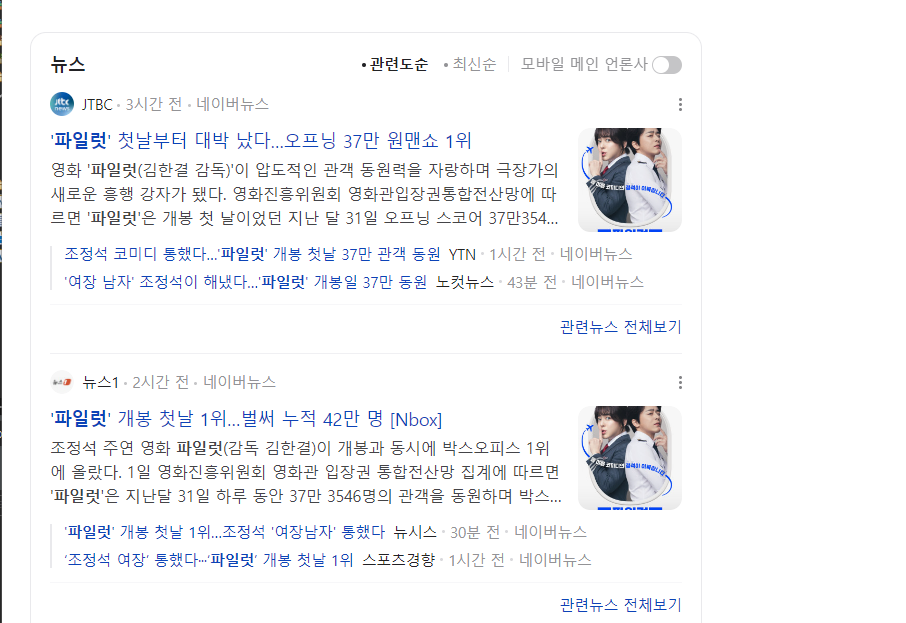 뉴스
• 관련도순 • 최신순 모바일 메인 언론사
jtbc news JTBC · 3시간 전 · 네이버뉴스
'파일럿' 첫날부터 대박 났다...오프닝 37만 원맨쇼 1위
영화 '파일럿(김한결 감독)'이 압도적인 관객 동원력을 자랑하며 극장가의
새로운 흥행 강자가 됐다. 영화진흥위원회 영화관입장권통합전산망에 따
르면 '파일럿'은 개봉 첫 날이었던 지난 달 31일 오프닝 스코어 37만354...
조정석 코미디 통했다...'파일럿' 개봉 첫날 37만 관객 동원 YTN · 1시간 전 · 네이버뉴스
'여장 남자' 조정석이 해냈다...'파일럿' 개봉일 37만 동원 노컷뉴스 · 43분 전 · 네이버뉴스
관련뉴스 전체보기
뉴스1 · 2시간 전 · 네이버뉴스
'파일럿' 개봉 첫날 1위...벌써 누적 42만 명 [Nbox]
조정석 주연 영화 파일럿(감독 김한결)이 개봉과 동시에 박스오피스 1위
에 올랐다. 1일 영화진흥위원회 영화관 입장권 통합전산망 집계에 따르면
'파일럿'은 지난달 31일 하루 동안 37만 3546명의 관객을 동원하며 박스...
'파일럿' 개봉 첫날 1위...조정석 '여장남자' 통했다 뉴시스 · 30분 전 · 네이버뉴스
‘조정석 여장’ 통했다…‘파일럿’ 개봉 첫날 1위 스포츠경향 · 1시간 전 · 네이버뉴스
관련뉴스 전체보기